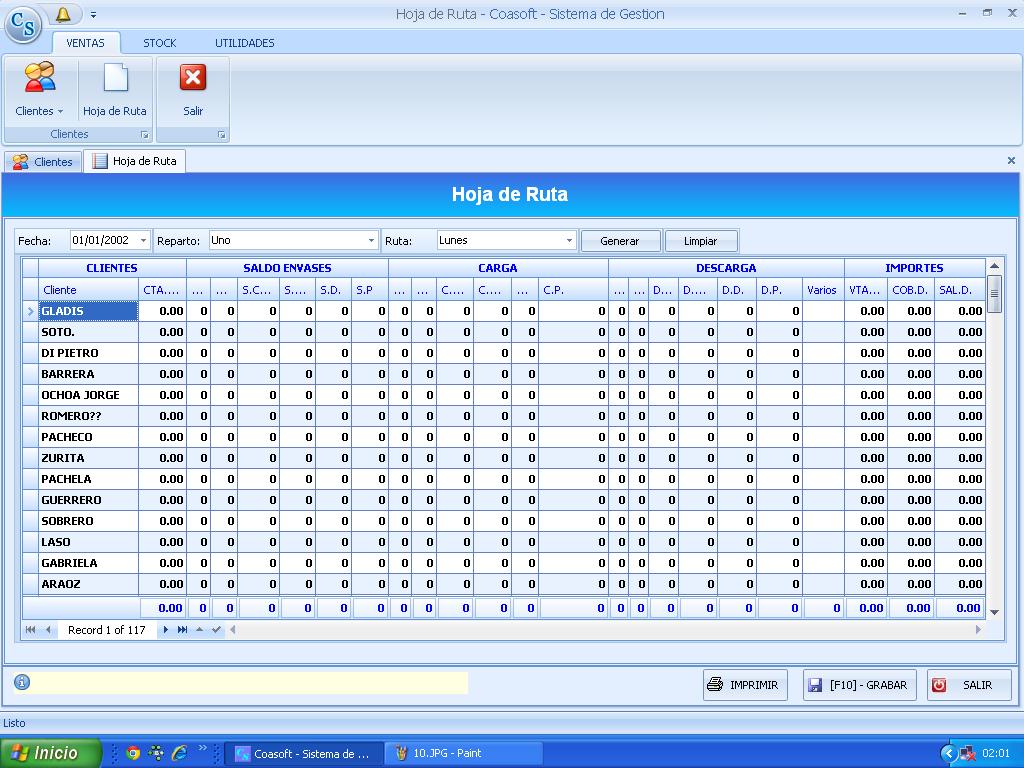 CS
Hoja de Ruta - Coasoft - Sistema de Gestion
VENTAS STOCK UTILIDADES
Clientes Hoja de Ruta Salir
Clientes
Clientes Hoja de Ruta
Hoja de Ruta
Fecha: 01/01/2002 Reparto: Uno Ruta: Lunes Generar Limpiar
CLIENTES SALDO ENVASES CARGA DESCARGA IMPORTES
Cliente CTA.... ... ... S.C... S.... S.D. S.P ... ... C.... C.... ... C.P. ... ... D... D.... D.D. D.P. Varios VTA... COB.D. SAL.D.
GLADIS 0.00 0 0 0 0 0 0 0 0 0 0 0 0 0 0 0 0 0 0 0.00 0.00 0.00
SOTO. 0.00 0 0 0 0 0 0 0 0 0 0 0 0 0 0 0 0 0 0 0.00 0.00 0.00
DI PIETRO 0.00 0 0 0 0 0 0 0 0 0 0 0 0 0 0 0 0 0 0 0.00 0.00 0.00
BARRERA 0.00 0 0 0 0 0 0 0 0 0 0 0 0 0 0 0 0 0 0 0.00 0.00 0.00
OCHOA JORGE 0.00 0 0 0 0 0 0 0 0 0 0 0 0 0 0 0 0 0 0 0.00 0.00 0.00
ROMERO?? 0.00 0 0 0 0 0 0 0 0 0 0 0 0 0 0 0 0 0 0 0.00 0.00 0.00
PACHECO 0.00 0 0 0 0 0 0 0 0 0 0 0 0 0 0 0 0 0 0 0.00 0.00 0.00
ZURITA 0.00 0 0 0 0 0 0 0 0 0 0 0 0 0 0 0 0 0 0 0.00 0.00 0.00
PACHELA 0.00 0 0 0 0 0 0 0 0 0 0 0 0 0 0 0 0 0 0 0.00 0.00 0.00
GUERRERO 0.00 0 0 0 0 0 0 0 0 0 0 0 0 0 0 0 0 0 0 0.00 0.00 0.00
SOBRERO 0.00 0 0 0 0 0 0 0 0 0 0 0 0 0 0 0 0 0 0 0.00 0.00 0.00
LASO 0.00 0 0 0 0 0 0 0 0 0 0 0 0 0 0 0 0 0 0 0.00 0.00 0.00
GABRIELA 0.00 0 0 0 0 0 0 0 0 0 0 0 0 0 0 0 0 0 0 0.00 0.00 0.00
ARAOZ 0.00 0 0 0 0 0 0 0 0 0 0 0 0 0 0 0 0 0 0 0.00 0.00 0.00
0.00 0 0 0 0 0 0 0 0 0 0 0 0 0 0 0 0 0 0 0 0.00 0.00 0.00
Record 1 of 117
IMPRIMIR [F10] - GRABAR SALIR
Listo
Inicio Coasoft - Sistema de ... 10.JPG - Paint 02:01